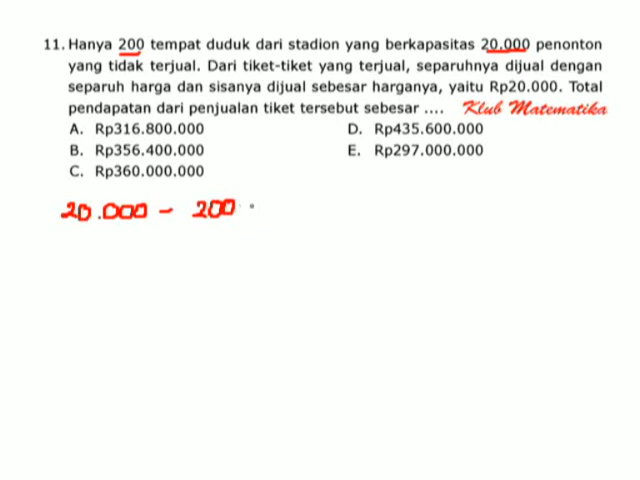 11. Hanya 200 tempat duduk dari stadion yang berkapasitas 20.000 penonton
yang tidak terjual. Dari tiket-tiket yang terjual, separuhnya dijual dengan
separuh harga dan sisanya dijual sebesar harganya, yaitu Rp20.000. Total
pendapatan dari penjualan tiket tersebut sebesar .... Klub Matematika
A. Rp316.800.000 D. Rp435.600.000
B. Rp356.400.000 E. Rp297.000.000
C. Rp360.000.000
20.000 - 200